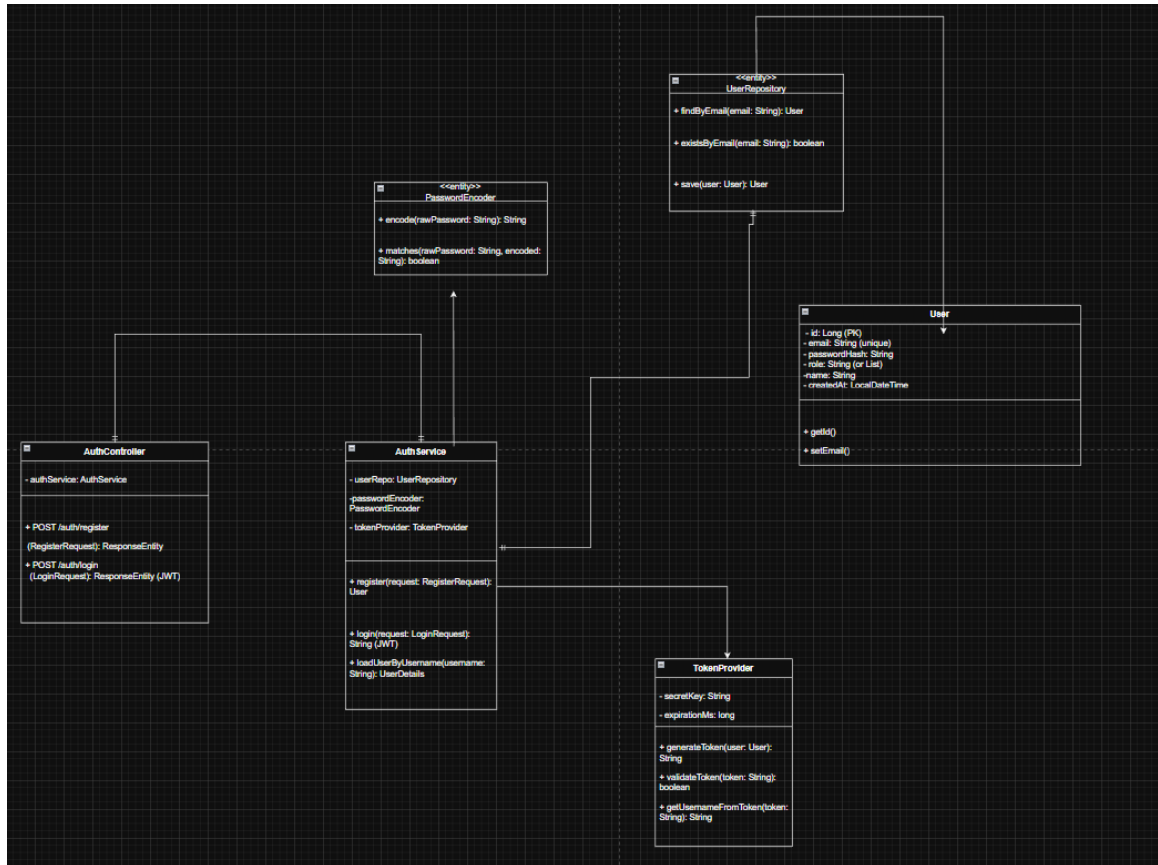 <<entity>>
UserRepository
+ findByEmail(email: String): User
+ existsByEmail(email: String): boolean
+ save(user: User): User
<<entity>>
PasswordEncoder
+ encode(rawPassword: String): String
+ matches(rawPassword: String, encoded:
String): boolean
User
- id: Long (PK)
- email: String (unique)
- passwordHash: String
- role: String (or List)
-name: String
- createdAt: LocalDateTime
+ getId()
+ setEmail()
AuthController
- authService: AuthService
+ POST /auth/register
(RegisterRequest): ResponseEntity
+ POST /auth/login
(LoginRequest): ResponseEntity (JWT)
AuthService
- userRepo: UserRepository
-passwordEncoder:
PasswordEncoder
- tokenProvider: TokenProvider
+ register(request: RegisterRequest):
User
+ login(request: LoginRequest):
String (JWT)
+ loadUserByUsername(username:
String): UserDetails
TokenProvider
- secretKey: String
- expirationMs: long
+ generateToken(user: User):
String
+ validateToken(token: String):
boolean
+ getUsernameFromToken(token:
String): String